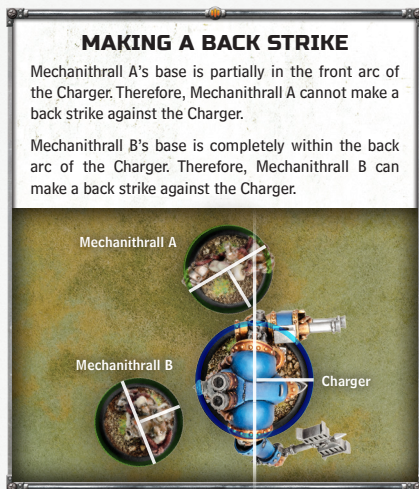 MAKING A BACK STRIKE
Mechanithrall A's base is partially in the front arc of
the Charger. Therefore, Mechanithrall A cannot make a
back strike against the Charger.
Mechanithrall B's base is completely within the back
arc of the Charger. Therefore, Mechanithrall B can
make a back strike against the Charger.
Mechanithrall A
Mechanithrall B
Charger